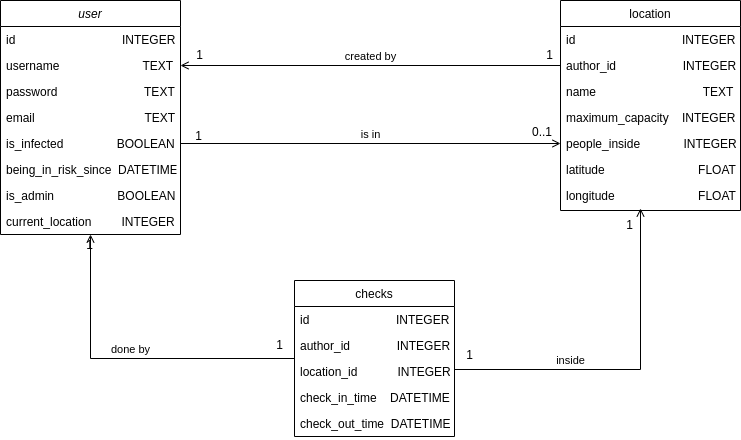 user
id INTEGER
username TEXT
password TEXT
email TEXT
is_infected BOOLEAN
being_in_risk_since DATETIME
is_admin BOOLEAN
current_location INTEGER
1 created by 1
1 is in 0..1
location
id INTEGER
author_id INTEGER
name TEXT
maximum_capacity INTEGER
people_inside INTEGER
latitude FLOAT
longitude FLOAT
1
1
checks
id INTEGER
author_id INTEGER
location_id INTEGER
check_in_time DATETIME
check_out_time DATETIME
done by 1
1 inside